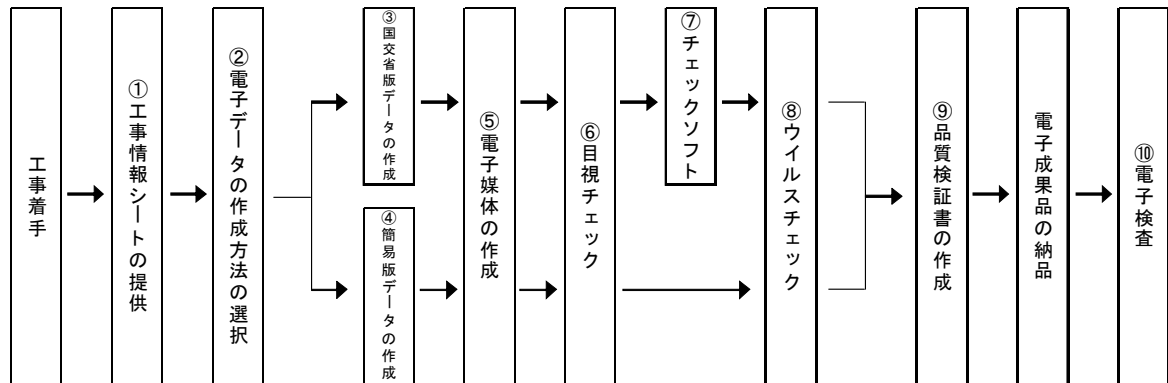 工事着手
①工事情報シートの提供
②電子データの作成方法の選択
③国交省版データの作成
④簡易版データの作成
⑤電子媒体の作成
⑥目視チェック
⑦チェックソフト
⑧ウイルスチェック
⑨品質検証書の作成
電子成果品の納品
⑩電子検査